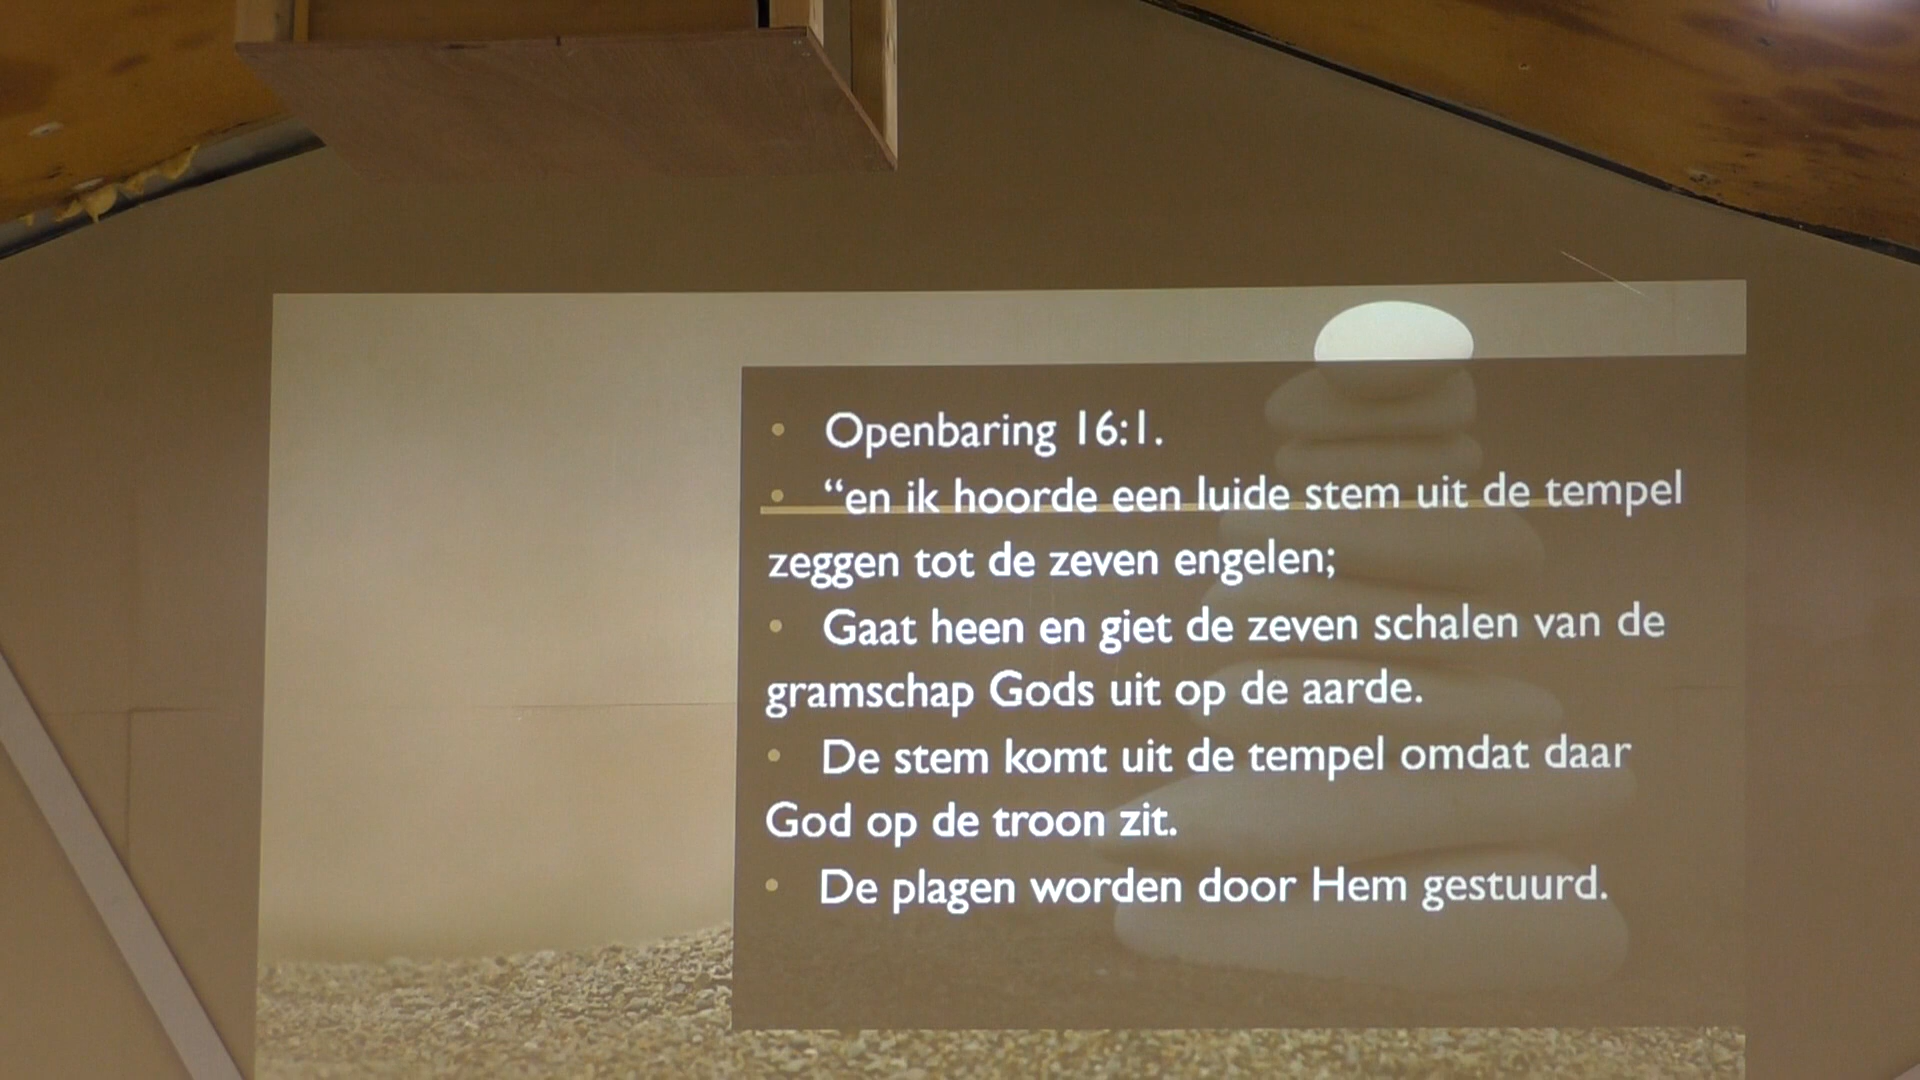 • Openbaring 16:1.
• “en ik hoorde een luide stem uit de tempel
zeggen tot de zeven engelen;
• Gaat heen en giet de zeven schalen van de
gramschap Gods uit op de aarde.
• De stem komt uit de tempel omdat daar
God op de troon zit.
• De plagen worden door Hem gestuurd.